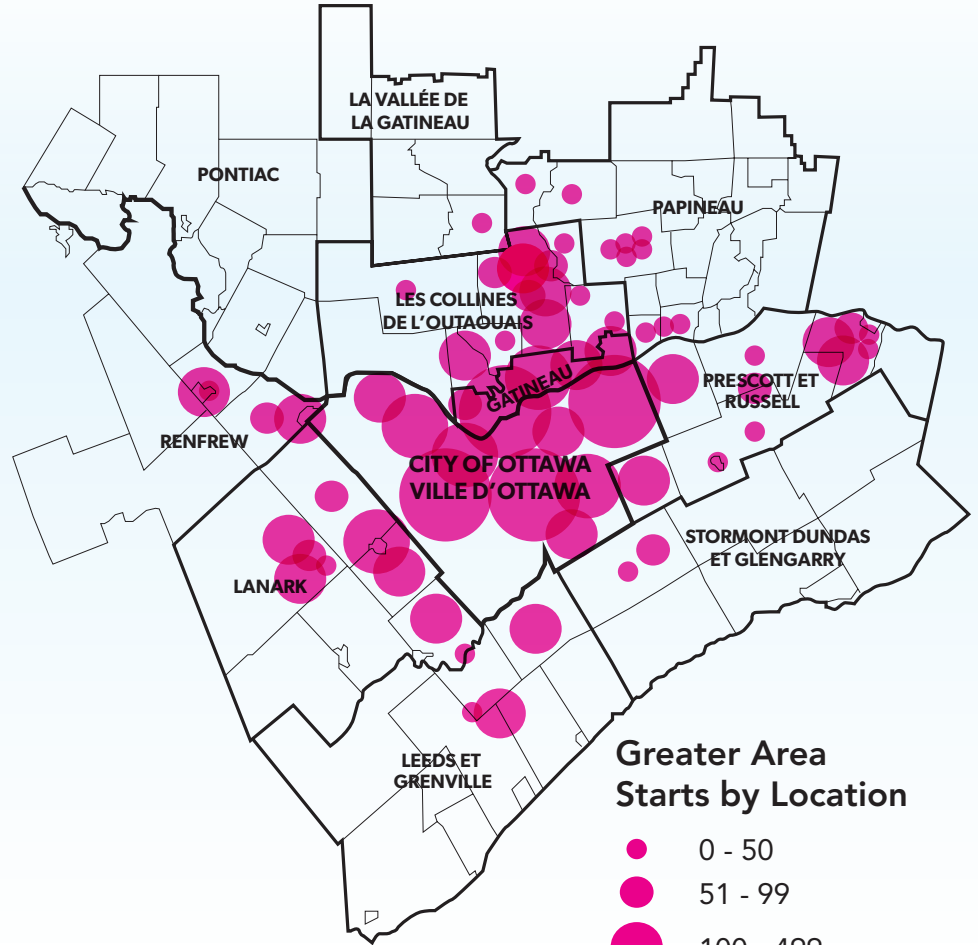 LA VALLÉE DE
LA GATINEAU
PONTIAC
PAPINEAU
LES COLLINES
DE L'OUTAOUAIS
GATINEAU
PRESCOTT ET
RUSSELL
RENFREW
CITY OF OTTAWA
VILLE D'OTTAWA
STORMONT DUNDAS
ET GLENGARRY
LANARK
LEEDS ET
GRENVILLE
Greater Area
Starts by Location
0 - 50
51 - 99
100 - 499